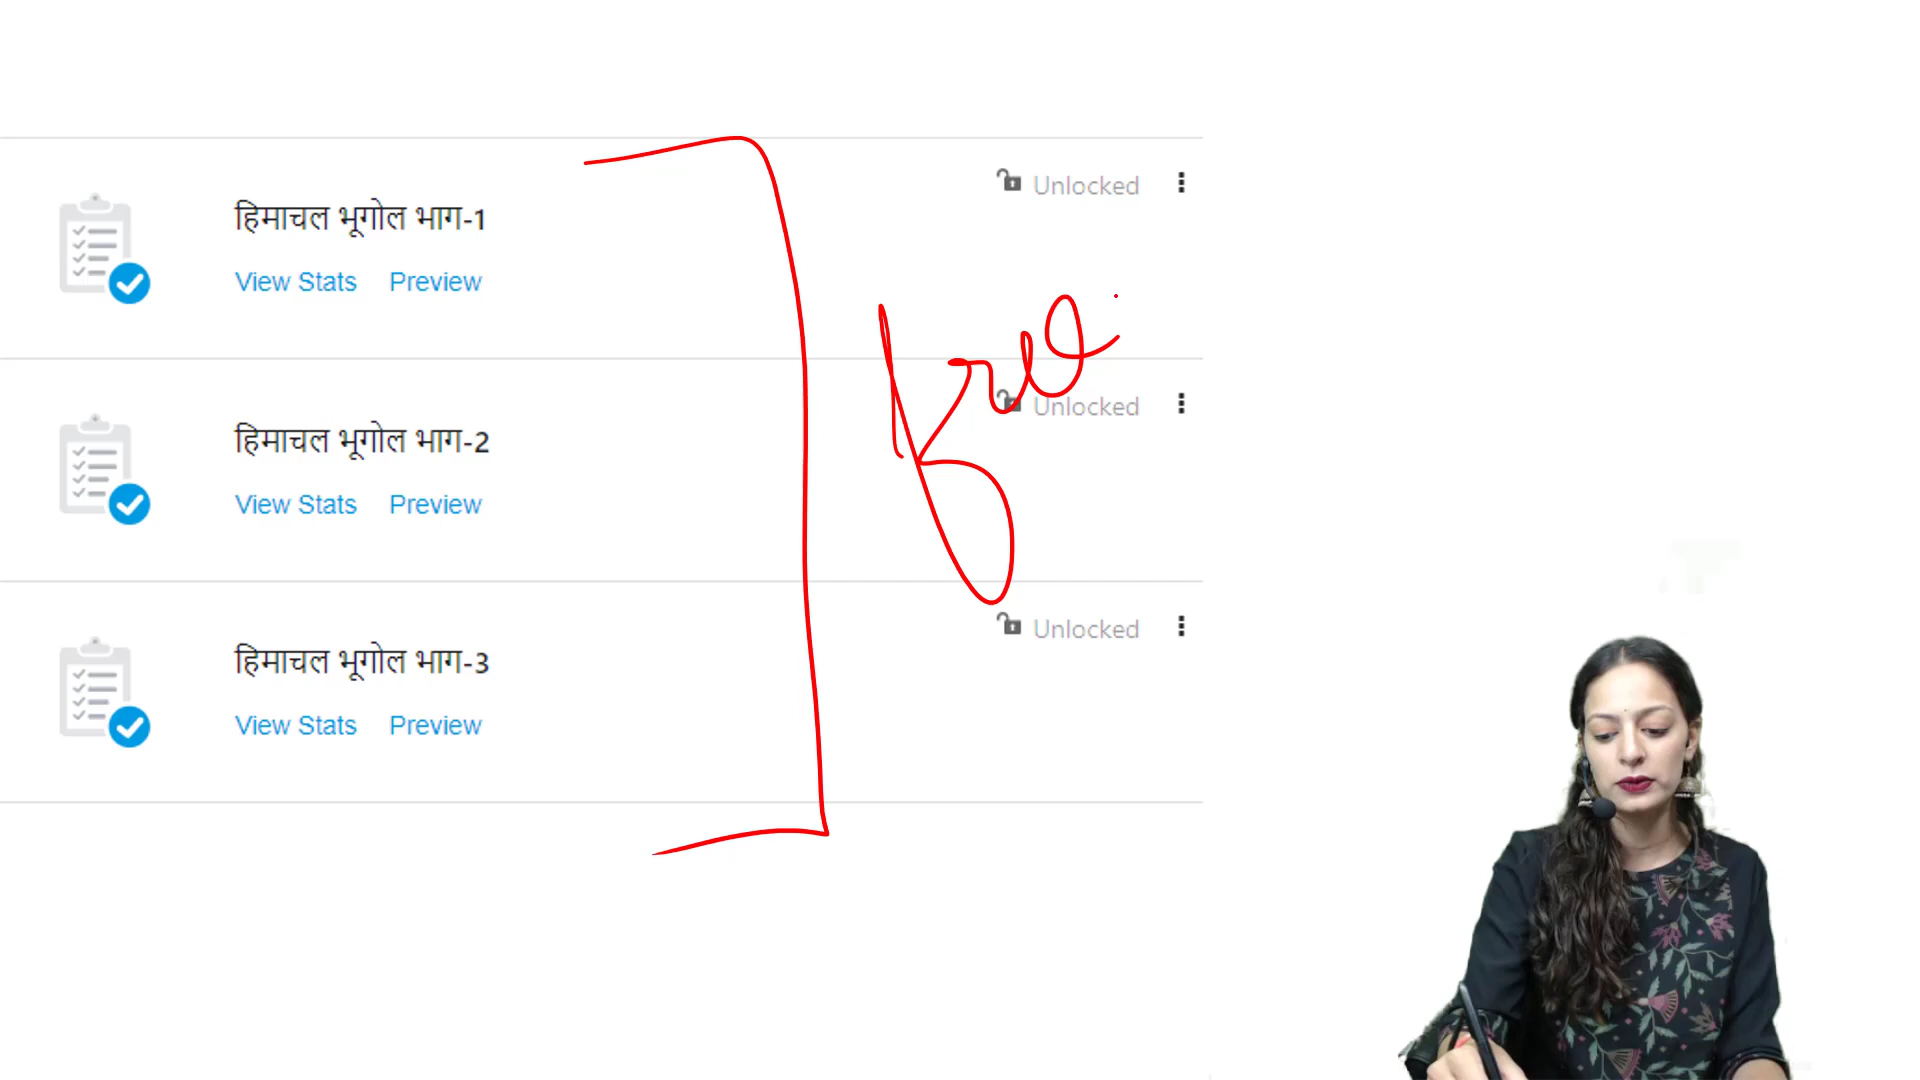 Unlocked
हिमाचल भूगोल भाग-1
View Stats Preview
free
Unlocked
हिमाचल भूगोल भाग-2
View Stats Preview
Unlocked
हिमाचल भूगोल भाग-3
View Stats Preview